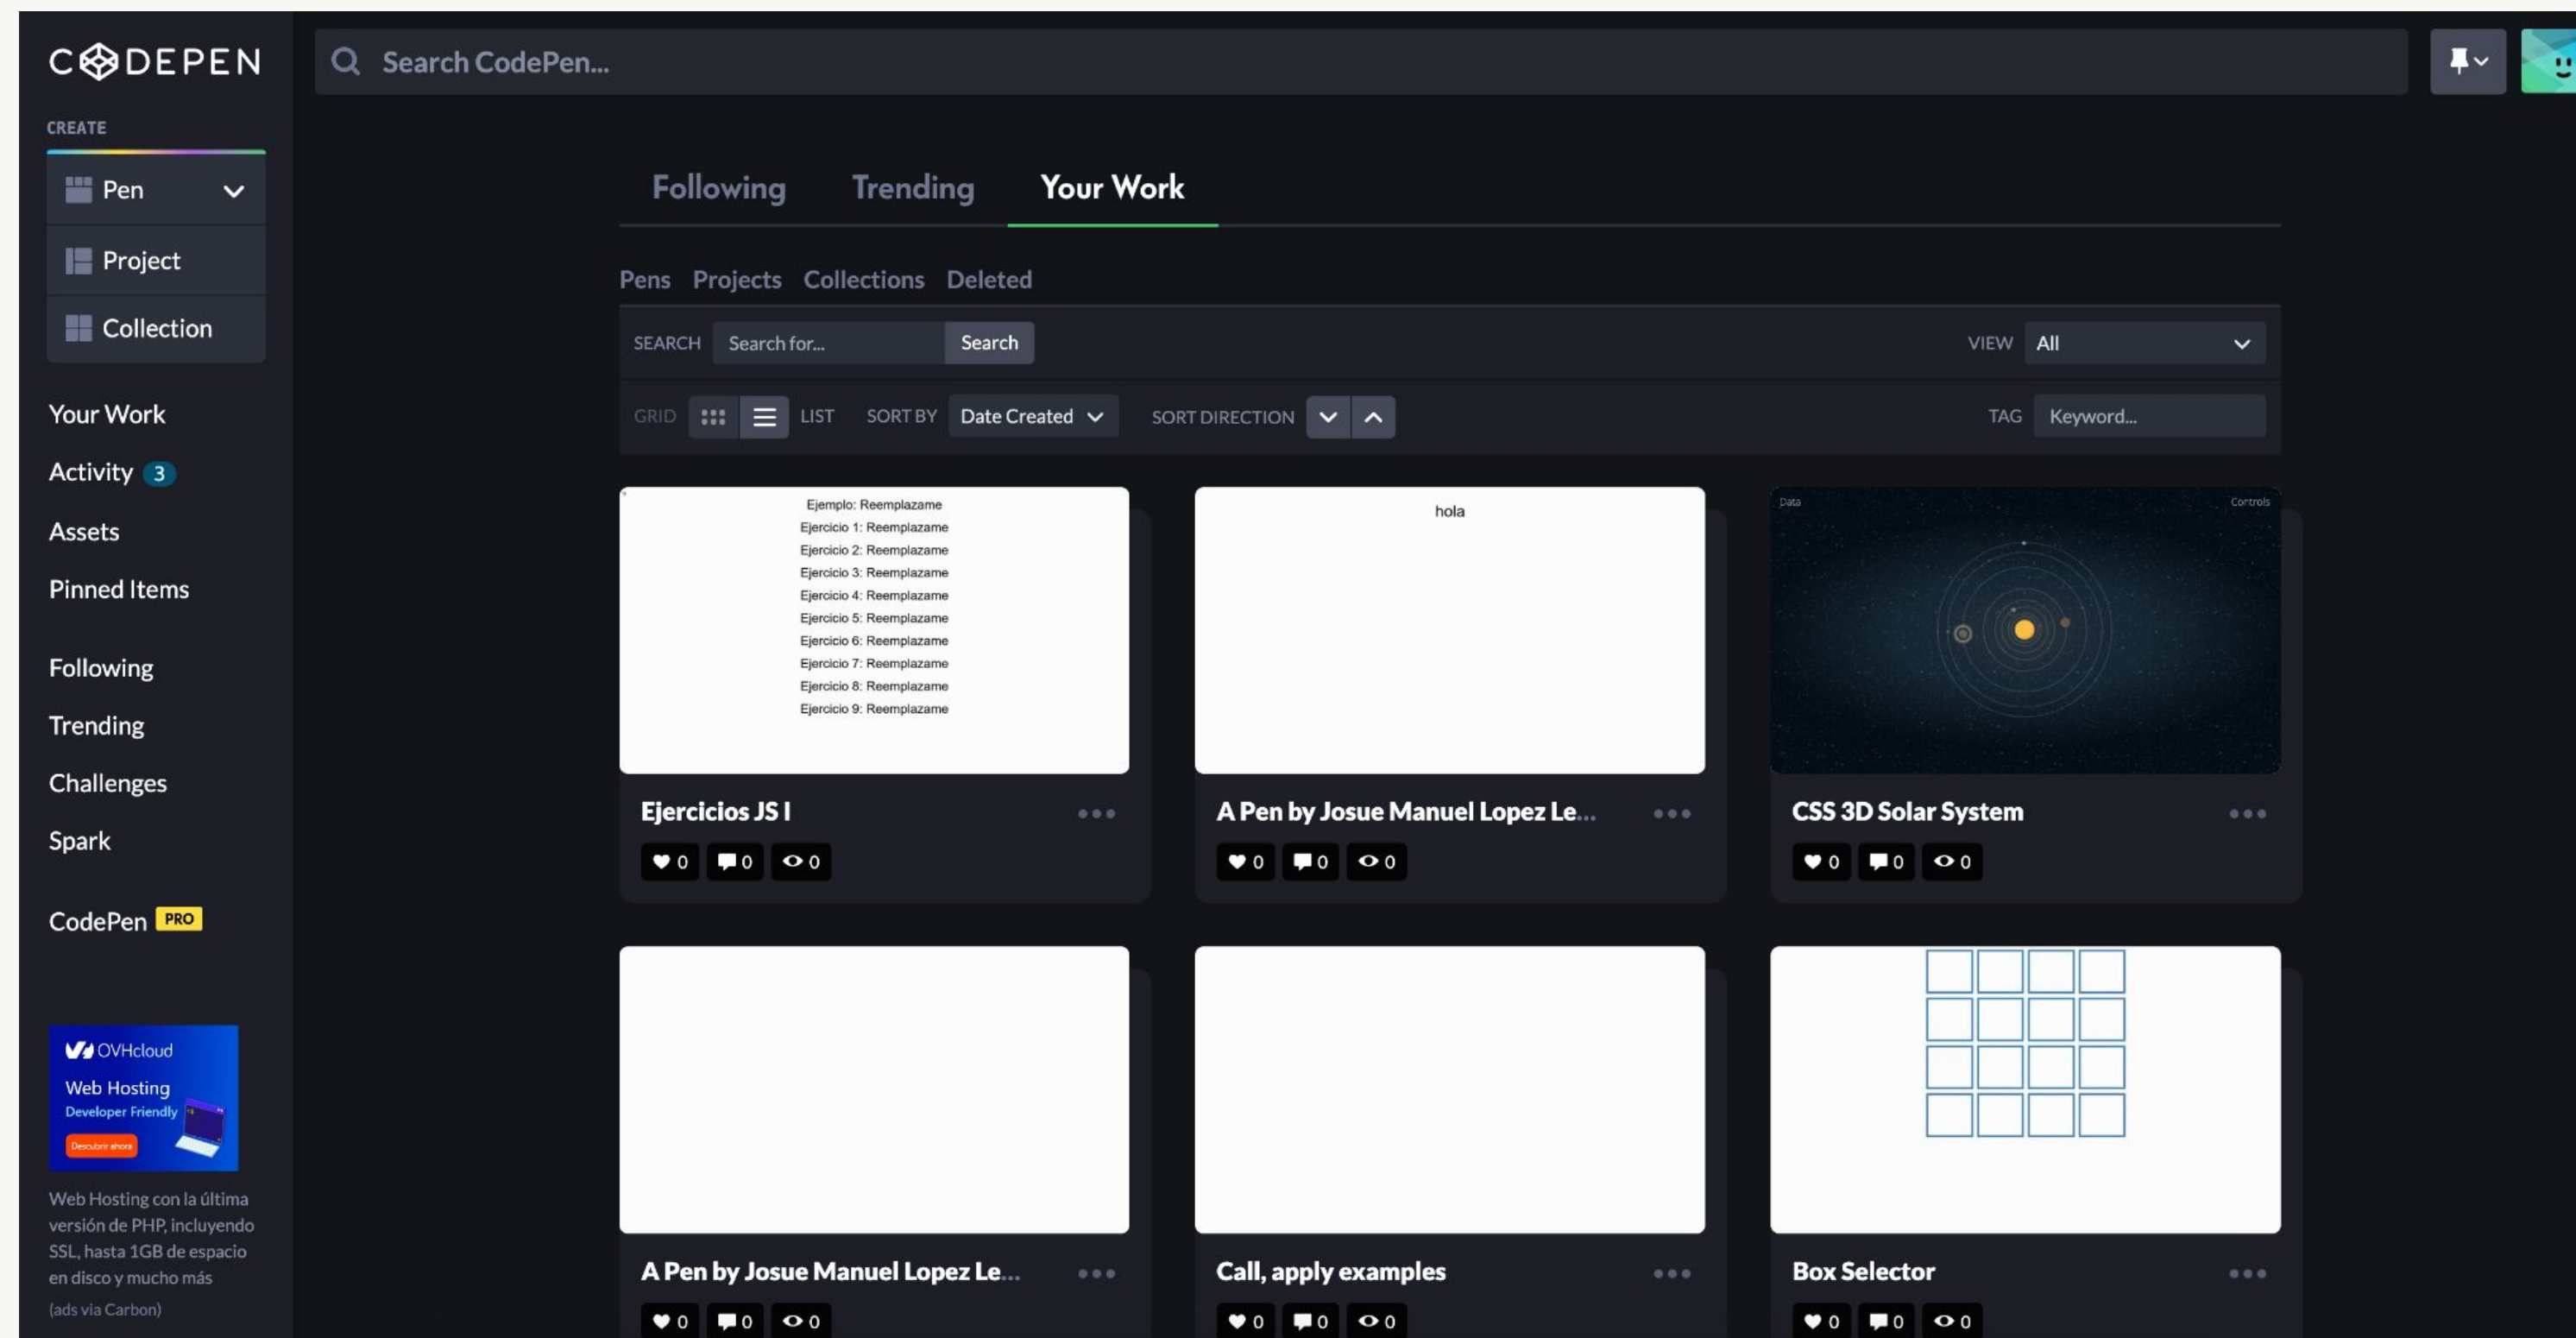 CODEPEN
Search CodePen...
CREATE
Pen
Project
Collection
Your Work
Activity 3
Assets
Pinned Items
Following
Trending
Challenges
Spark
CodePen PRO
OVHcloud
Web Hosting
Developer Friendly
Descubrir ahora
Web Hosting con la última
versión de PHP, incluyendo
SSL, hasta 1GB de espacio
en disco y mucho más
(ads via Carbon)
Following Trending Your Work
Pens Projects Collections Deleted
SEARCH Search for... Search VIEW All
GRID LIST SORT BY Date Created SORT DIRECTION TAG Keyword...
Ejemplo: Reemplazame
Ejercicio 1: Reemplazame
Ejercicio 2: Reemplazame
Ejercicio 3: Reemplazame
Ejercicio 4: Reemplazame
Ejercicio 5: Reemplazame
Ejercicio 6: Reemplazame
Ejercicio 7: Reemplazame
Ejercicio 8: Reemplazame
Ejercicio 9: Reemplazame
Ejercicios JS I
0 0 0
hola
A Pen by Josue Manuel Lopez Le...
0 0 0
Data Controls
CSS 3D Solar System
0 0 0
A Pen by Josue Manuel Lopez Le...
0 0 0
Call, apply examples
0 0 0
Box Selector
0 0 0